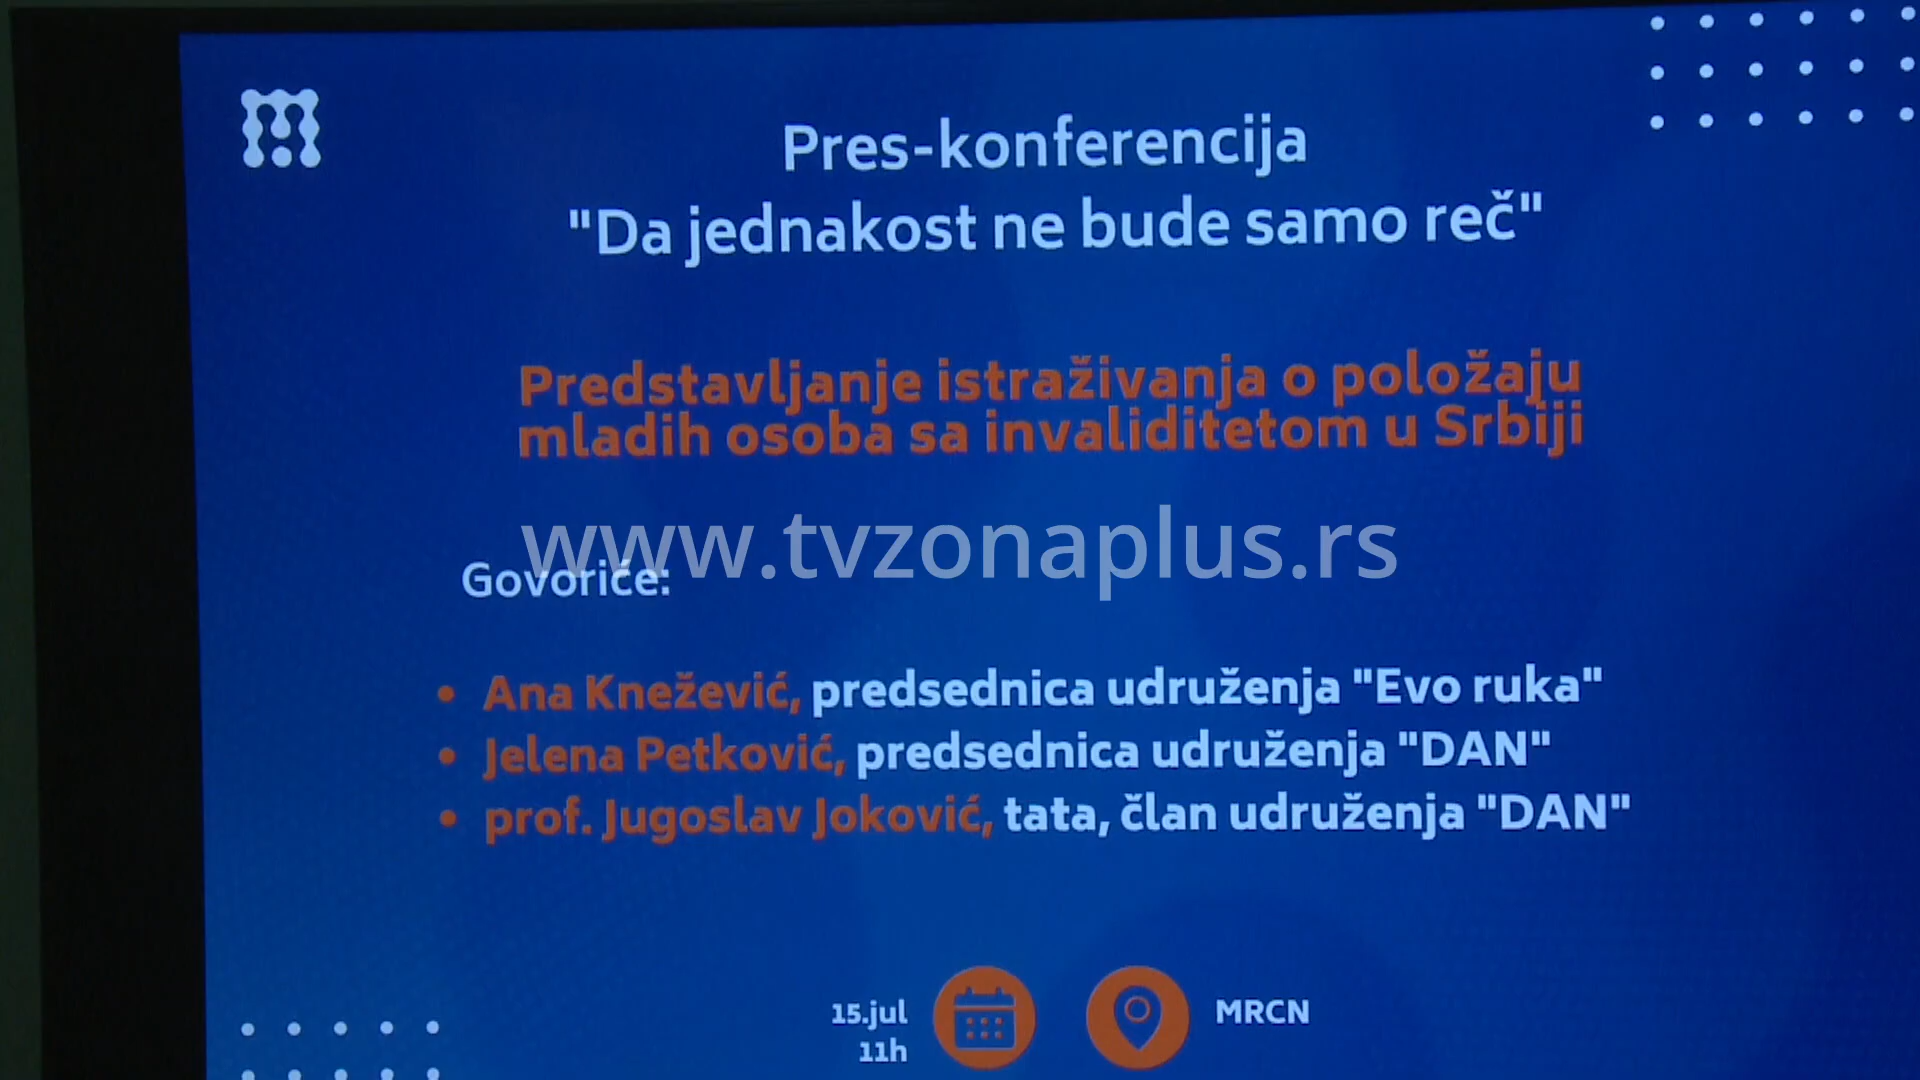 Pres-konferencija
"Da jednakost ne bude samo reč"
Predstavljanje istraživanja o položaju
mladih osoba sa invaliditetom u Srbiji
www.tvzonaplus.rs
Govoriće:
• Ana Knežević, predsednica udruženja "Evo ruka"
• Jelena Petković, predsednica udruženja "DAN"
• prof. Jugoslav Joković, tata, član udruženja "DAN"
15.jul
11h
MRCN